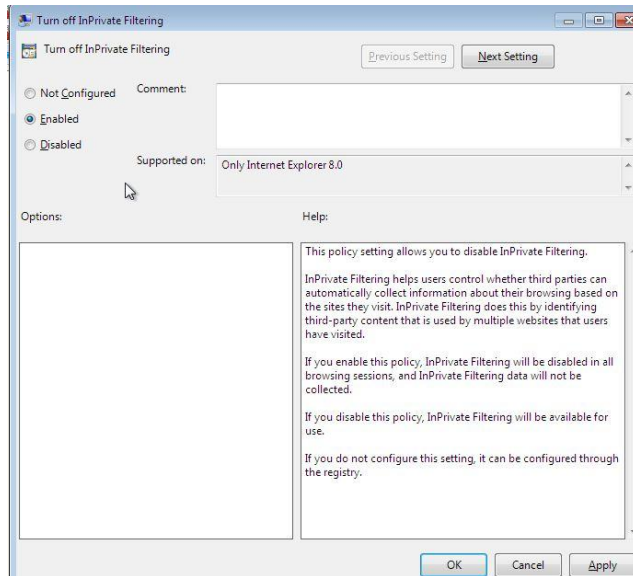 Turn off InPrivate Filtering
Turn off InPrivate Filtering
Previous Setting
Next Setting
Not Configured
Comment:
Enabled
Disabled
Supported on:
Only Internet Explorer 8.0
Options:
Help:
This policy setting allows you to disable InPrivate Filtering.
InPrivate Filtering helps users control whether third parties can
automatically collect information about their browsing based on
the sites they visit. InPrivate Filtering does this by identifying
third-party content that is used by multiple websites that users
have visited.
If you enable this policy, InPrivate Filtering will be disabled in all
browsing sessions, and InPrivate Filtering data will not be
collected.
If you disable this policy, InPrivate Filtering will be available for
use.
If you do not configure this setting, it can be configured through
the registry.
OK
Cancel
Apply